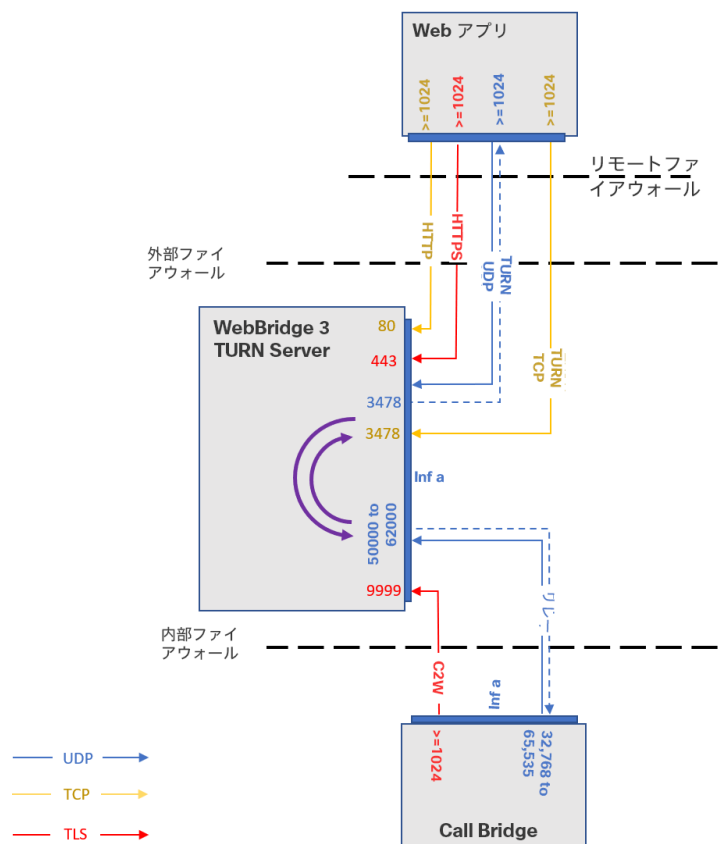 Web アプリ
>=1024
>=1024
>=1024
>=1024
リモートファ
イアウォール
HTTP
HTTPS
TURN
UDP
外部ファイ
アウォール
WebBridge 3
TURN Server
80
443
3478
3478
TURN
TCP
Inf a
50000 to
62000
9999
リレー
内部ファイ
アウォール
C2W
Inf a
>=1024
32,768 to
65,535
Call Bridge
UDP
TCP
TLS